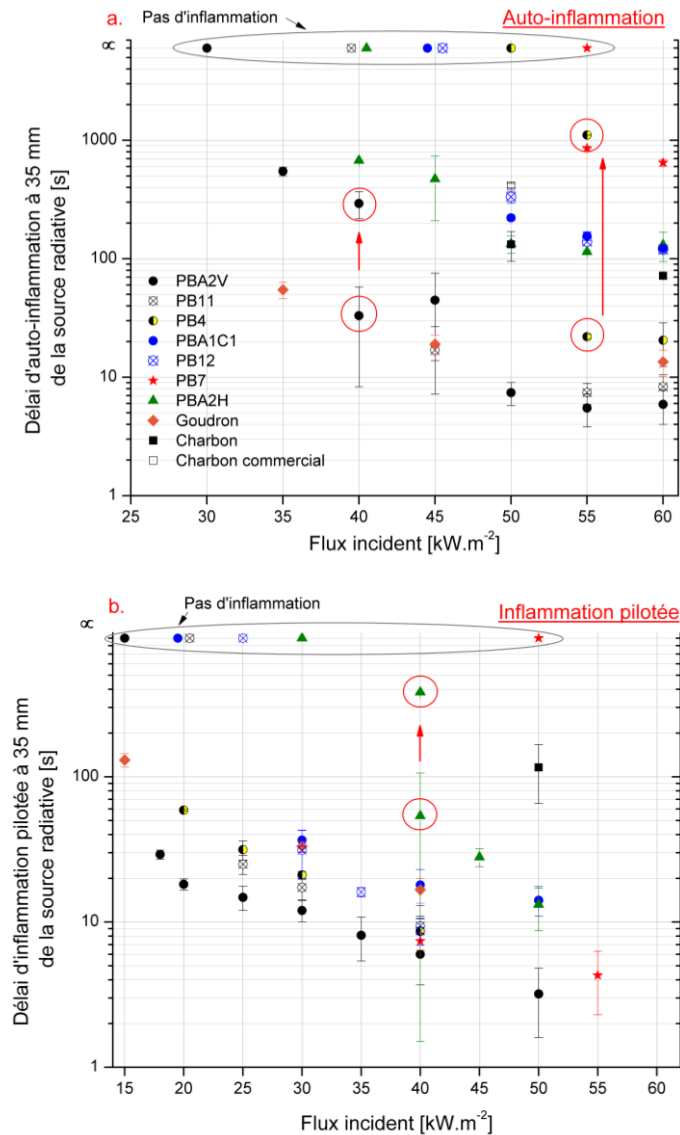 a.
Pas d'inflammation
Auto-inflammation
∝
1000
100
10
1
Délai d'auto-inflammation à 35 mm
de la source radiative [s]
PBA2V
PB11
PB4
PBA1C1
PB12
PB7
PBA2H
Goudron
Charbon
Charbon commercial
25 30 35 40 45 50 55 60
Flux incident [kW.m-2]
b.
Pas d'inflammation
Inflammation pilotée
∝
100
10
1
Délai d'inflammation pilotée à 35 mm
de la source radiative [s]
15 20 25 30 35 40 45 50 55 60
Flux incident [kW.m-2]